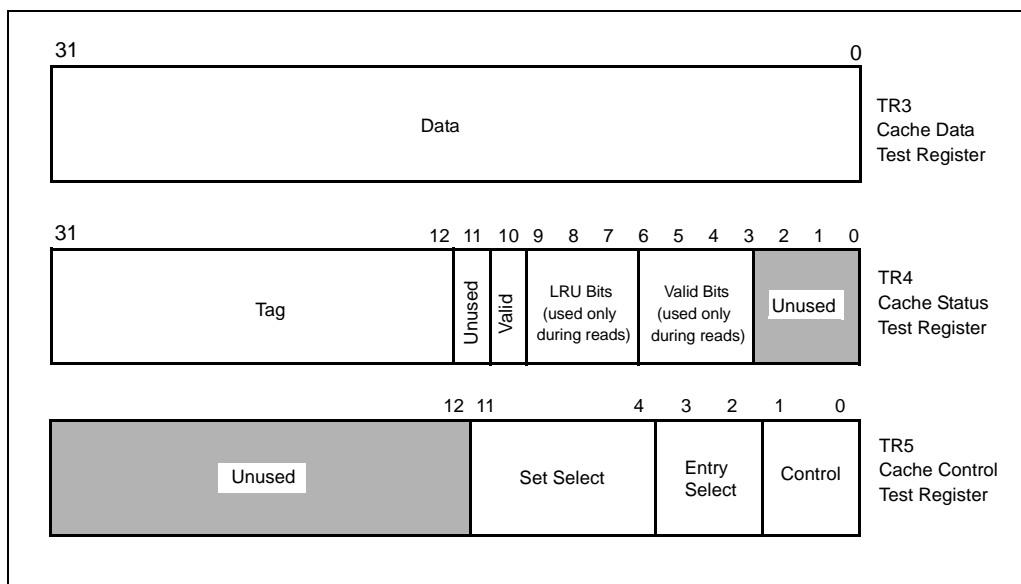 31 0
Data
TR3
Cache Data
Test Register
31 12 11 10 9 8 7 6 5 4 3 2 1 0
Tag
Unused
Valid
LRU Bits
(used only
during reads)
Valid Bits
(used only
during reads)
Unused
TR4
Cache Status
Test Register
12 11 4 3 2 1 0
Unused
Set Select
Entry
Select
Control
TR5
Cache Control
Test Register